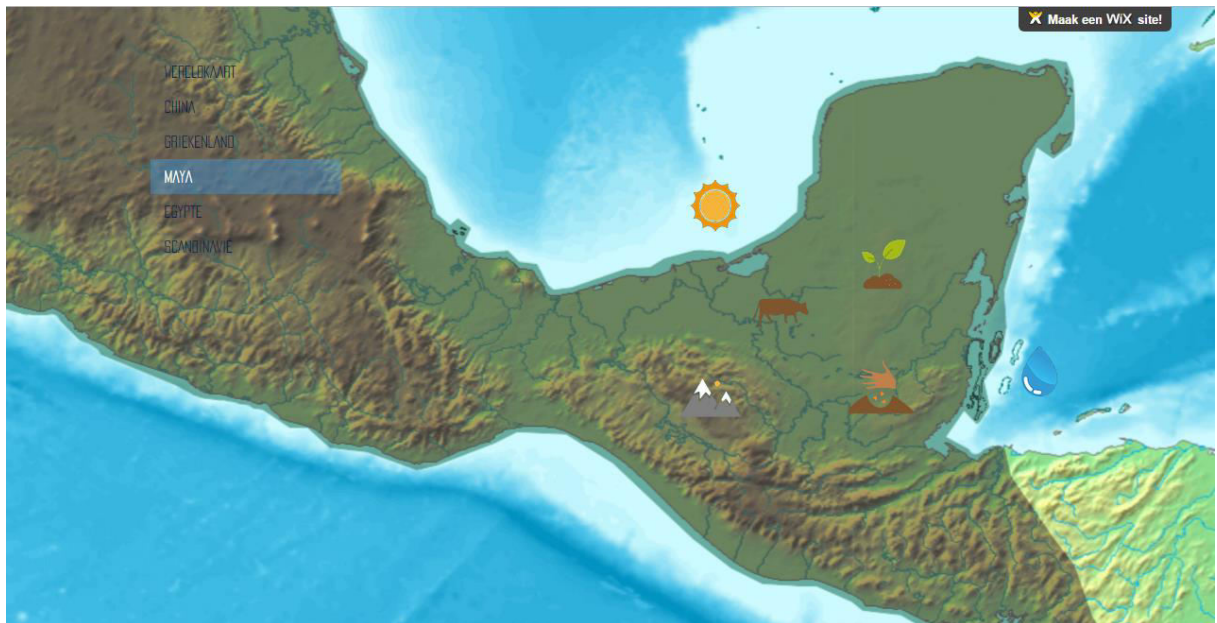 Maak een WiX site!
WERELDKAART
CHINA
GRIEKENLAND
MAYA
EGYPTE
SCANDINAVIË